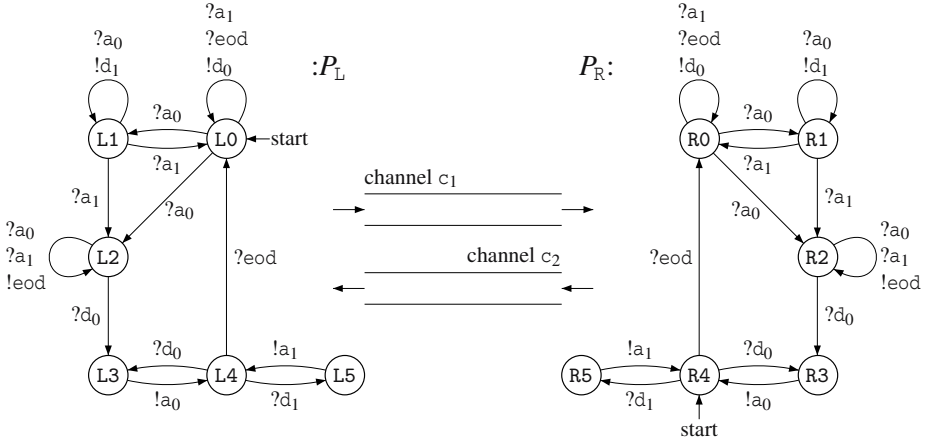 ?a1
?eod
!d0
?a0
!d1
:PL
PR:
?a1
?eod
!d0
?a0
!d1
?a0
L1
L0
start
?a1
?a0
R0
R1
?a1
channel c1
?a1
?a0
?a0
?a1
?a0
?a1
!eod
L2
?eod
channel c2
?eod
R2
?a0
?a1
!eod
?d0
?d0
?d0
!a1
!a1
?d0
L3
L4
L5
R5
R4
R3
!a0
?d1
?d1
!a0
start